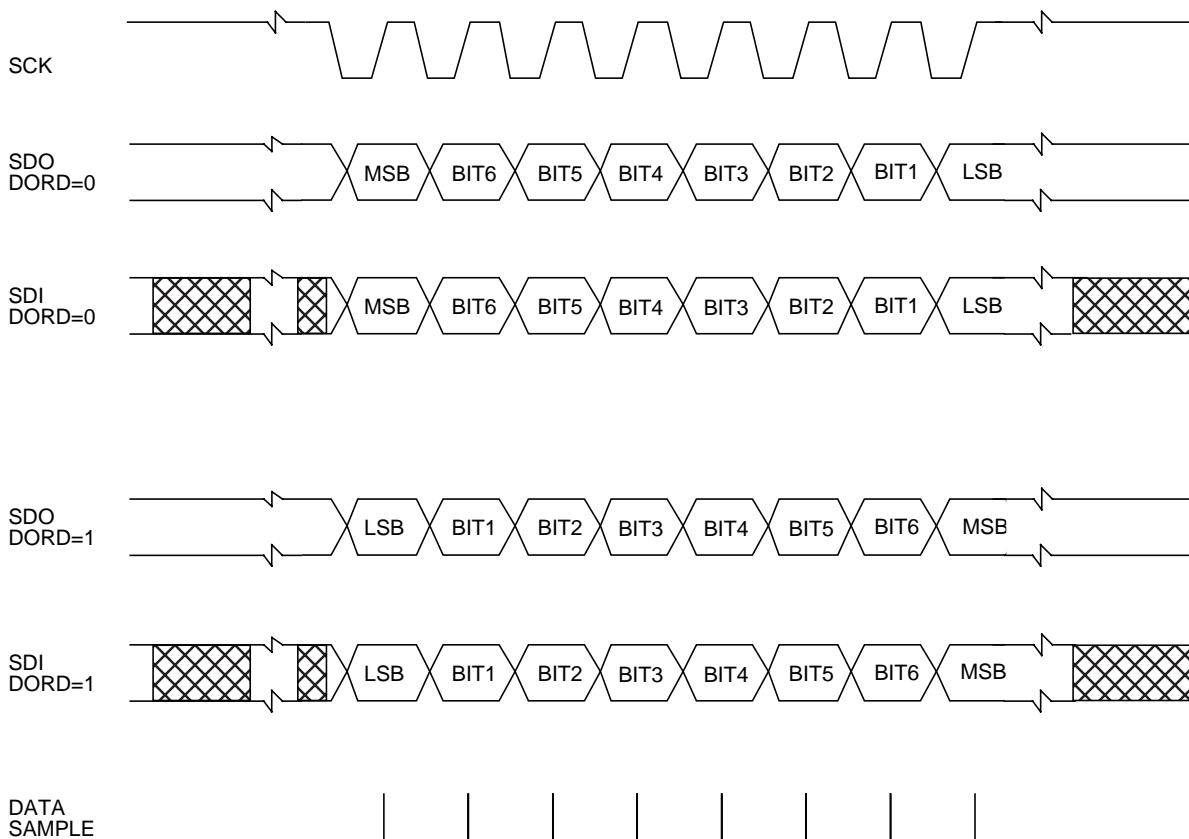 SCK
SDO
DORD=0
MSB BIT6 BIT5 BIT4 BIT3 BIT2 BIT1 LSB
SDI
DORD=0
MSB BIT6 BIT5 BIT4 BIT3 BIT2 BIT1 LSB
SDO
DORD=1
LSB BIT1 BIT2 BIT3 BIT4 BIT5 BIT6 MSB
SDI
DORD=1
LSB BIT1 BIT2 BIT3 BIT4 BIT5 BIT6 MSB
DATA
SAMPLE